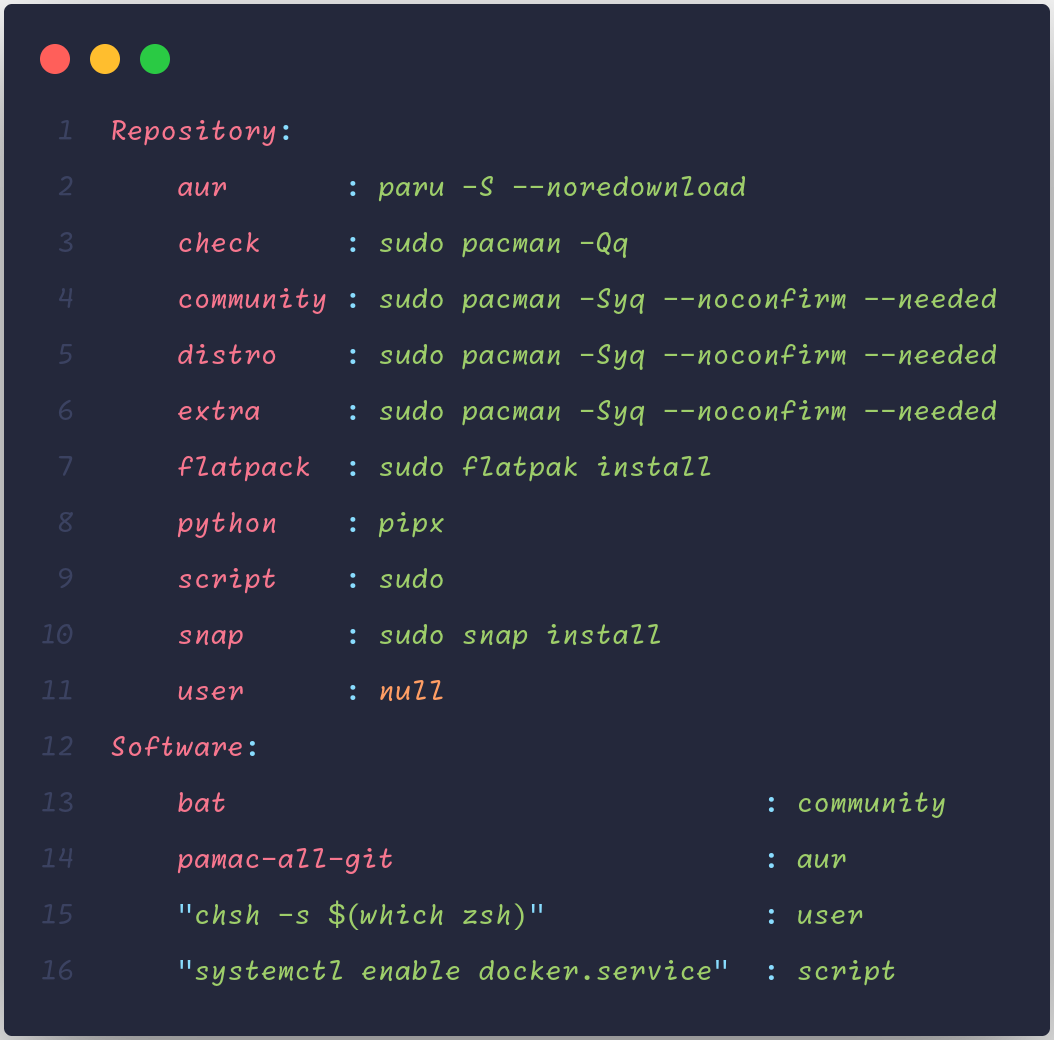 1 Repository:
2 aur : paru -S --noredownload
3 check : sudo pacman -Qq
4 community : sudo pacman -Syq --noconfirm --needed
5 distro : sudo pacman -Syq --noconfirm --needed
6 extra : sudo pacman -Syq --noconfirm --needed
7 flatpack : sudo flatpak install
8 python : pipx
9 script : sudo
10 snap : sudo snap install
11 user : null
12 Software:
13 bat : community
14 pamac-all-git : aur
15 "chsh -s $(which zsh)" : user
16 "systemctl enable docker.service" : script